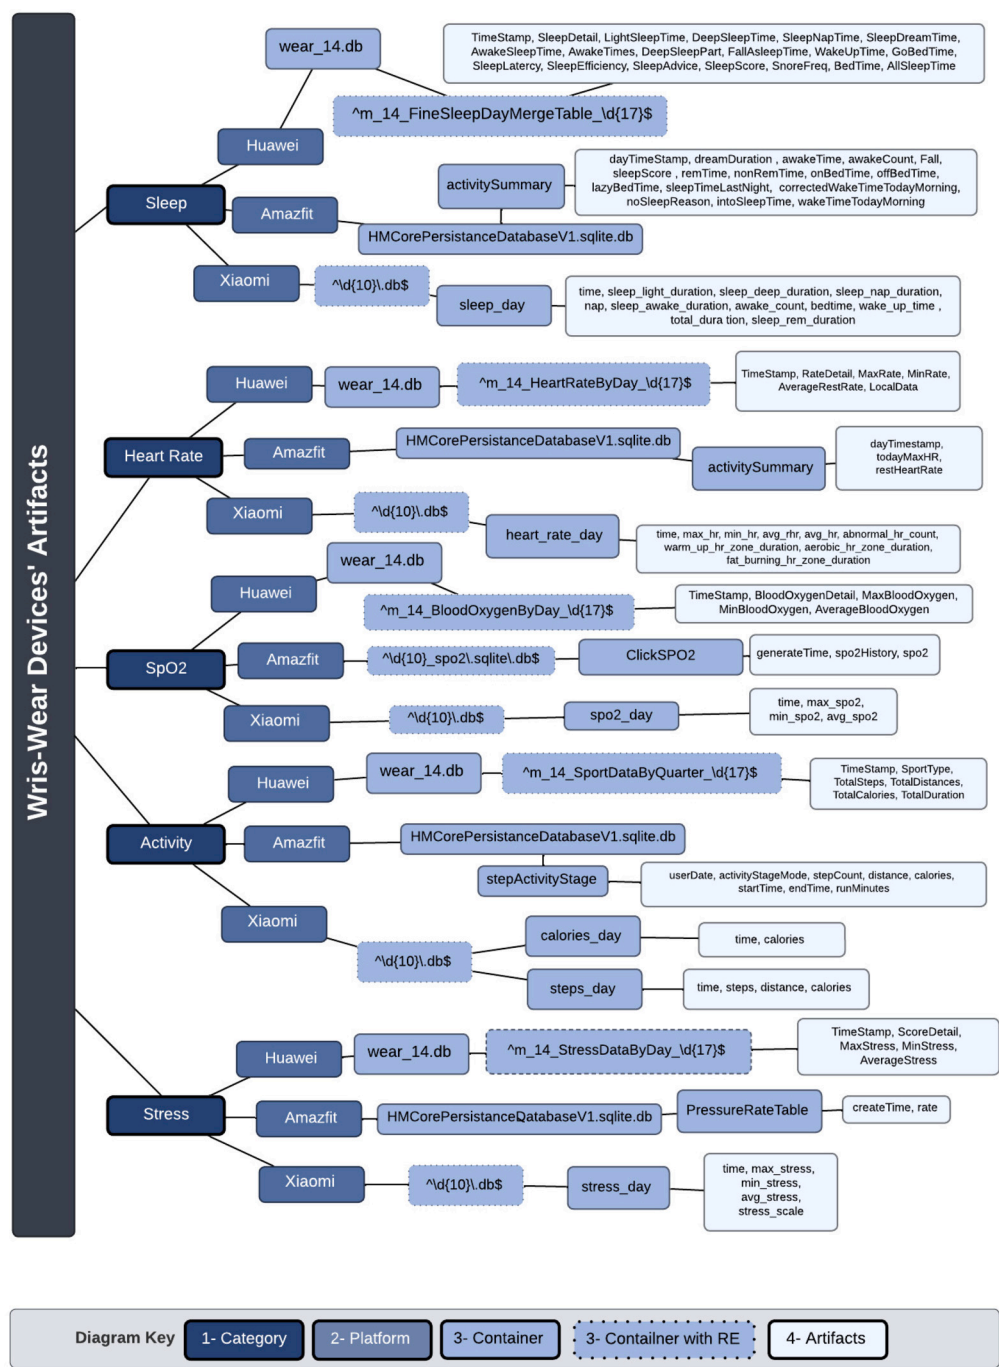 Wris-Wear Devices' Artifacts
Sleep
Huawei
wear_14.db
^m_14_FineSleepDayMergeTable_\d{17}$
TimeStamp, SleepDetail, LightSleepTime, DeepSleepTime, SleepNapTime, SleepDreamTime,
AwakeSleepTime, AwakeTimes, DeepSleepPart, FallAsleepTime, WakeUpTime, GoBedTime,
SleepLatercy, SleepEfficiency, SleepAdvice, SleepScore, SnoreFreq, BedTime, AllSleepTime
Amazfit
HMCorePersistanceDatabaseV1.sqlite.db
activitySummary
dayTimeStamp, dreamDuration , awakeTime, awakeCount, Fall,
sleepScore , remTime, nonRemTime, onBedTime, offBedTime,
lazyBedTime, sleepTimeLastNight, correctedWakeTimeTodayMorning,
noSleepReason, intoSleepTime, wakeTimeTodayMorning
Xiaomi
^\d{10}\.db$
sleep_day
time, sleep_light_duration, sleep_deep_duration, sleep_nap_duration,
nap, sleep_awake_duration, awake_count, bedtime, wake_up_time ,
total_dura tion, sleep_rem_duration
Heart Rate
Huawei
wear_14.db
^m_14_HeartRateByDay_\d{17}$
TimeStamp, RateDetail, MaxRate, MinRate,
AverageRestRate, LocalData
Amazfit
HMCorePersistanceDatabaseV1.sqlite.db
activitySummary
dayTimestamp,
todayMaxHR,
restHeartRate
Xiaomi
^\d{10}\.db$
heart_rate_day
time, max_hr, min_hr, avg_rhr, avg_hr, abnormal_hr_count,
warm_up_hr_zone_duration, aerobic_hr_zone_duration,
fat_burning_hr_zone_duration
SpO2
Huawei
wear_14.db
^m_14_BloodOxygenByDay_\d{17}$
TimeStamp, BloodOxygenDetail, MaxBloodOxygen,
MinBloodOxygen, AverageBloodOxygen
Amazfit
^\d{10}_spo2\.sqlite\.db$
ClickSPO2
generateTime, spo2History, spo2
Xiaomi
^\d{10}\.db$
spo2_day
time, max_spo2,
min_spo2, avg_spo2
Activity
Huawei
wear_14.db
^m_14_SportDataByQuarter_\d{17}$
TimeStamp, SportType,
TotalSteps, TotalDistances,
TotalCalories, TotalDuration
Amazfit
HMCorePersistanceDatabaseV1.sqlite.db
stepActivityStage
userDate, activityStageMode, stepCount, distance, calories,
startTime, endTime, runMinutes
Xiaomi
^\d{10}\.db$
calories_day
time, calories
steps_day
time, steps, distance, calories
Stress
Huawei
wear_14.db
^m_14_StressDataByDay_\d{17}$
TimeStamp, ScoreDetail,
MaxStress, MinStress,
AverageStress
Amazfit
HMCorePersistanceDatabaseV1.sqlite.db
PressureRateTable
createTime, rate
Xiaomi
^\d{10}\.db$
stress_day
time, max_stress,
min_stress,
avg_stress,
stress_scale
Diagram Key
1- Category
2- Platform
3- Container
3- Contailner with RE
4- Artifacts